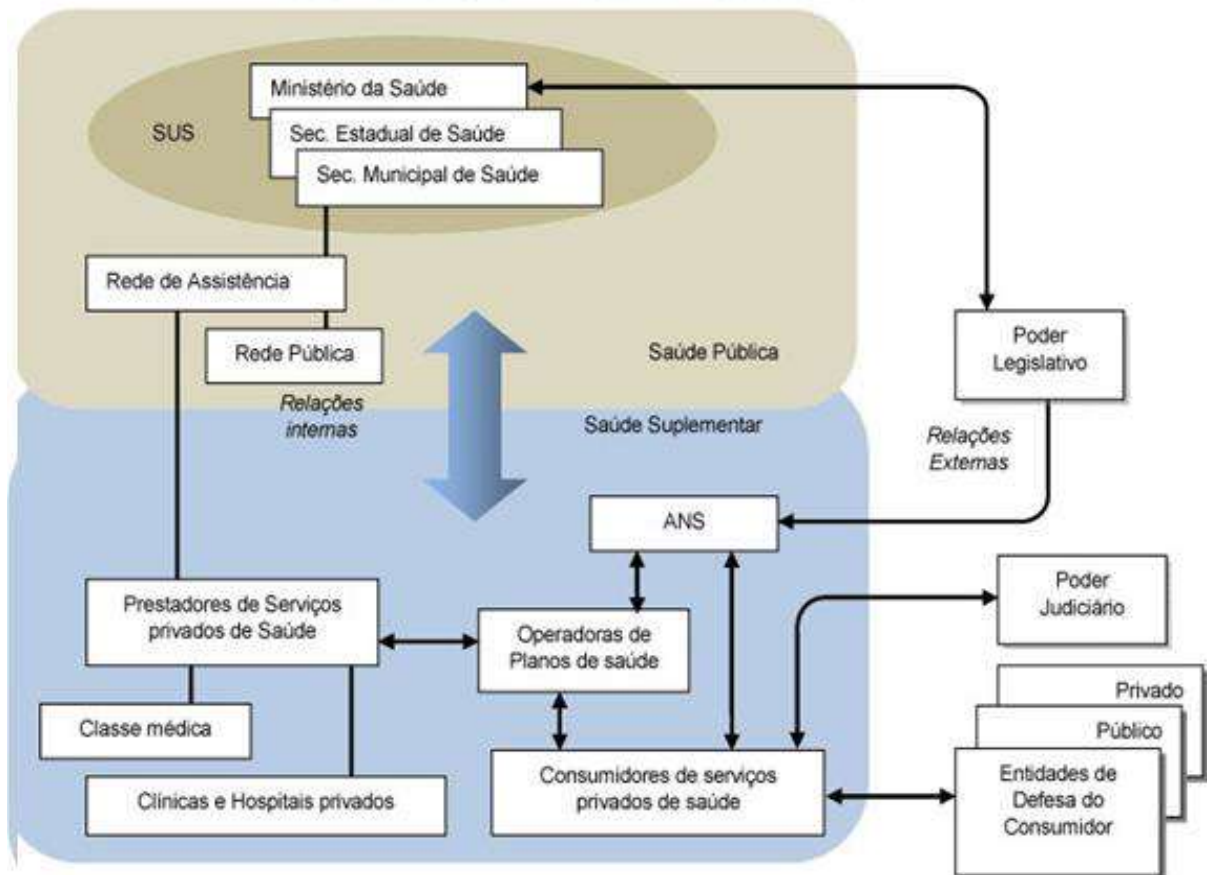 Ministério da Saúde
SUS
Sec. Estadual de Saúde
Sec. Municipal de Saúde
Rede de Assistência
Rede Pública
Saúde Pública
Relações
internas
Saúde Suplementar
Poder
Legislativo
Relações
Externas
ANS
Poder
Judiciário
Prestadores de Serviços
privados de Saúde
Operadoras de
Planos de saúde
Classe médica
Clínicas e Hospitais privados
Consumidores de serviços
privados de saúde
Privado
Público
Entidades de
Defesa do
Consumidor